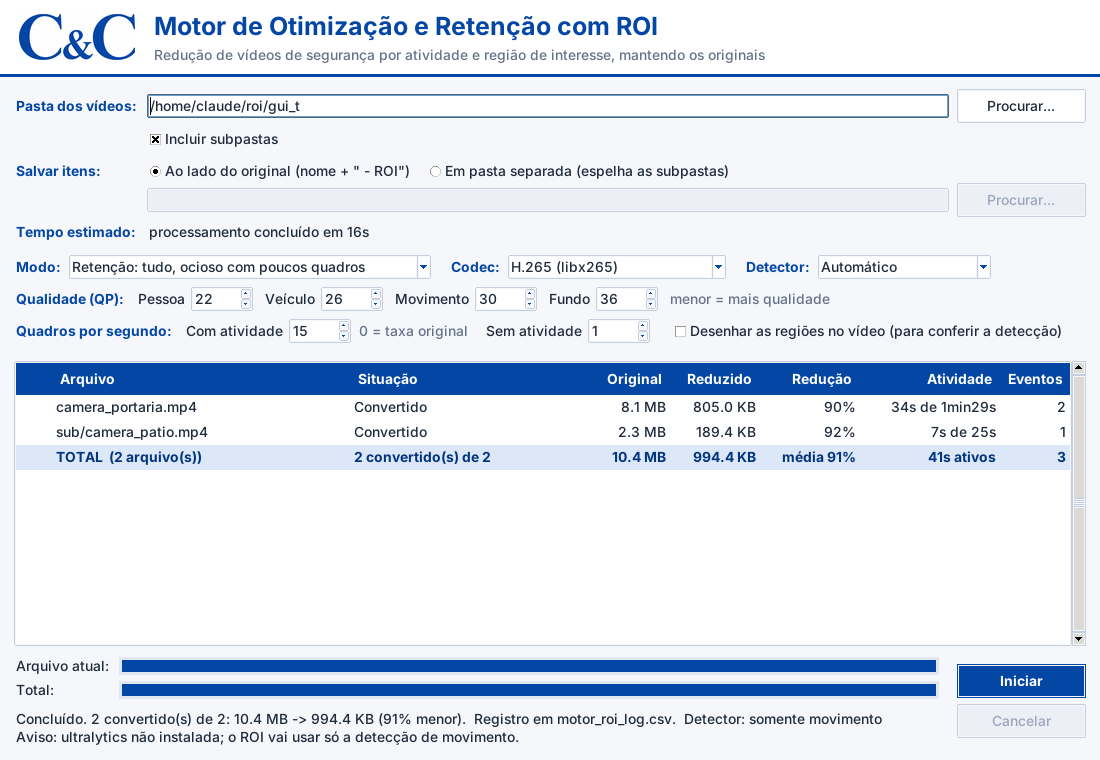 C&C Motor de Otimização e Retenção com ROI
Redução de vídeos de segurança por atividade e região de interesse, mantendo os originais
Pasta dos vídeos: /home/claude/roi/gui_t Procurar...
Incluir subpastas
Salvar itens: Ao lado do original (nome + " - ROI") Em pasta separada (espelha as subpastas)
Procurar...
Tempo estimado: processamento concluído em 16s
Modo: Retenção: tudo, ocioso com poucos quadros Codec: H.265 (libx265) Detector: Automático
Qualidade (QP): Pessoa 22 Veículo 26 Movimento 30 Fundo 36 menor = mais qualidade
Quadros por segundo: Com atividade 15 0 = taxa original Sem atividade 1 Desenhar as regiões no vídeo (para conferir a detecção)
Arquivo Situação Original Reduzido Redução Atividade Eventos
camera_portaria.mp4 Convertido 8.1 MB 805.0 KB 90% 34s de 1min29s 2
sub/camera_patio.mp4 Convertido 2.3 MB 189.4 KB 92% 7s de 25s 1
TOTAL (2 arquivo(s)) 2 convertido(s) de 2 10.4 MB 994.4 KB média 91% 41s ativos 3
Arquivo atual:
Iniciar
Total:
Cancelar
Concluído. 2 convertido(s) de 2: 10.4 MB -> 994.4 KB (91% menor). Registro em motor_roi_log.csv. Detector: somente movimento
Aviso: ultralytics não instalada; o ROI vai usar só a detecção de movimento.